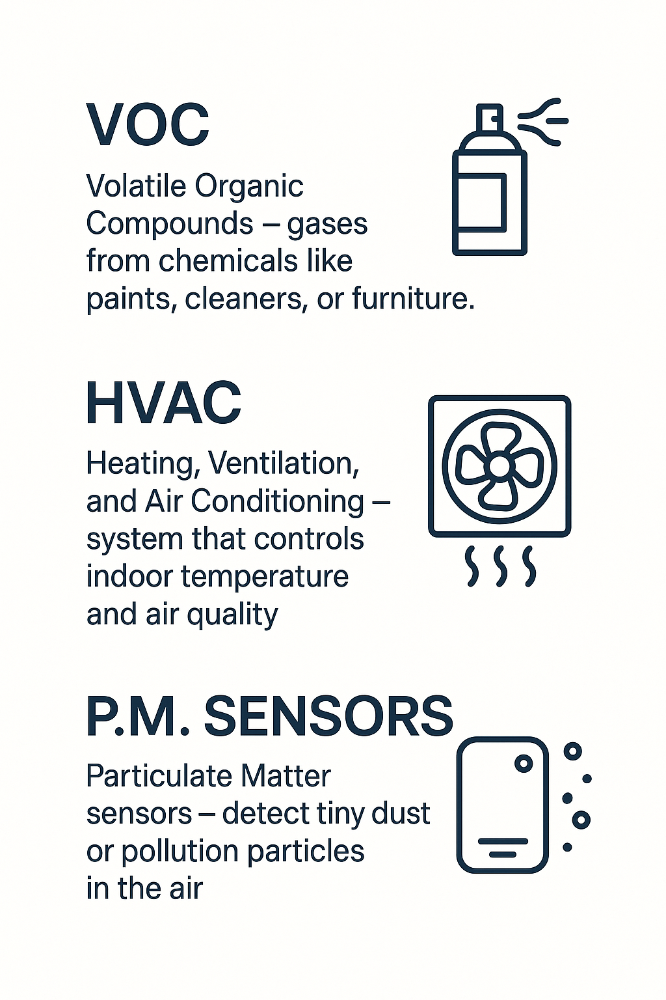 VOC
Volatile Organic
Compounds – gases
from chemicals like
paints, cleaners, or furniture.
HVAC
Heating, Ventilation,
and Air Conditioning –
system that controls
indoor temperature
and air quality
P.M. SENSORS
Particulate Matter
sensors – detect tiny dust
or pollution particles
in the air